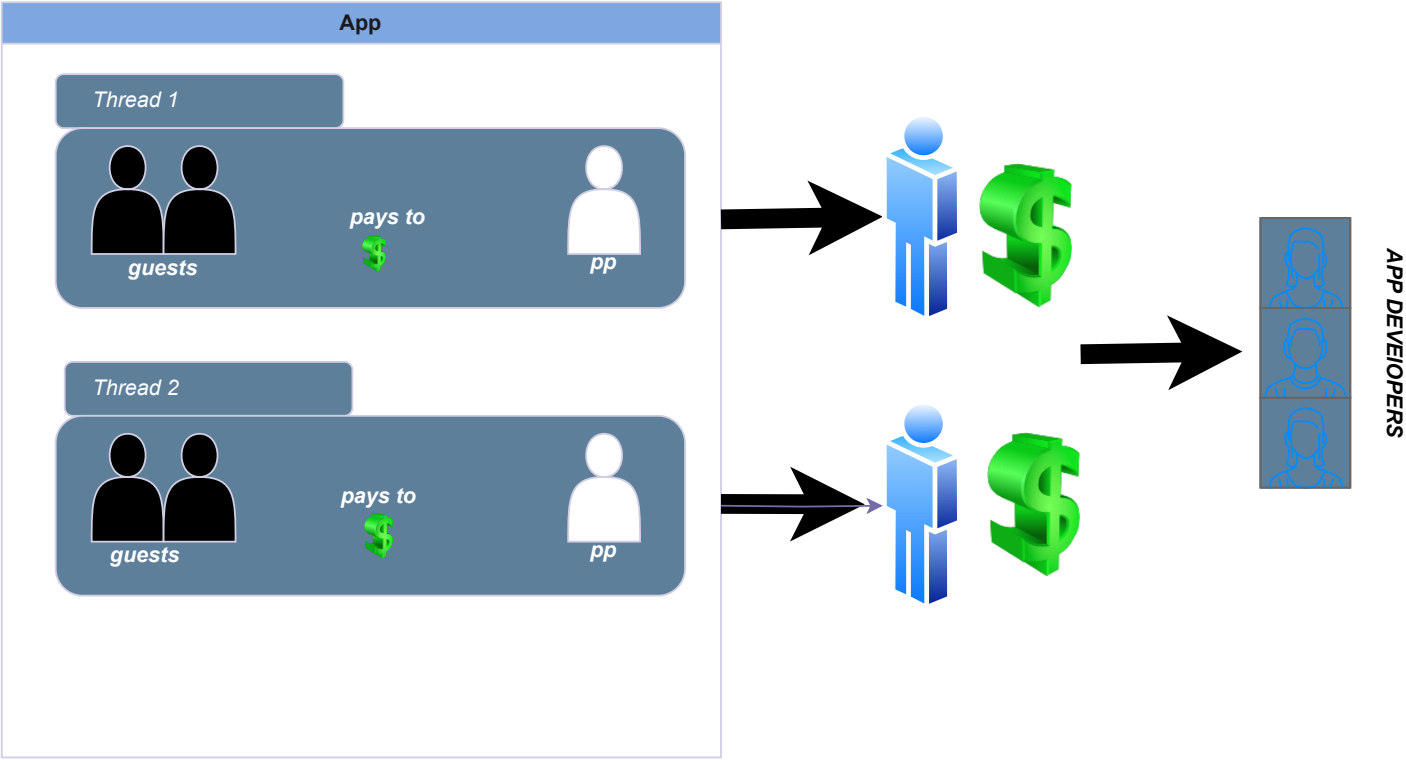 App
Thread 1
pays to
guests
pp
Thread 2
pays to
guests
pp
APP DEVEIOPERS